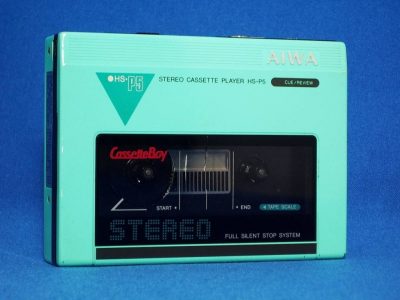 AIWA
HS-P5
STEREO CASSETTE PLAYER HS-P5
CUE/REVIEW
CassetteBoy
START
END
TAPE SCALE
STEREO
FULL SILENT STOP SYSTEM